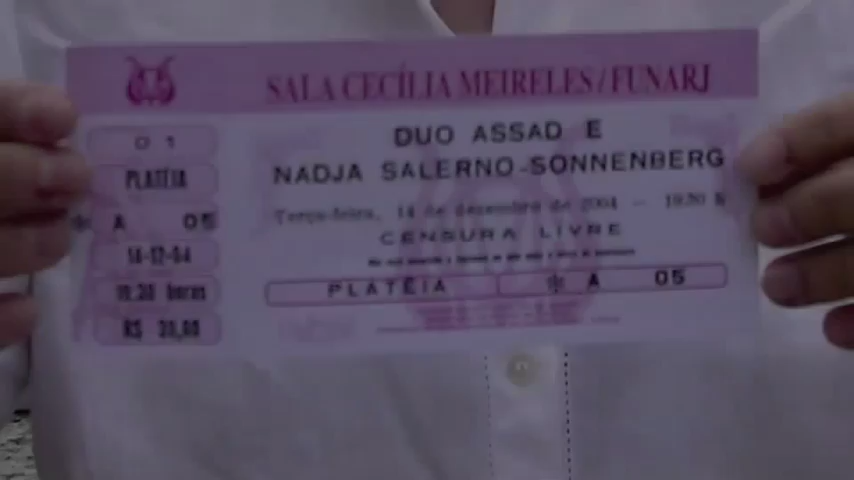 SALA CECÍLIA MEIRELES / FUNARJ
01
PLATÉIA
* A 05
14-12-04
19:30 horas
R$ 30,00
DUO ASSAD E
NADJA SALERNO-SONNENBERG
Terça-feira, 14 de dezembro de 2004 – 19:30 h
CENSURA LIVRE
PLATÉIA * A 05